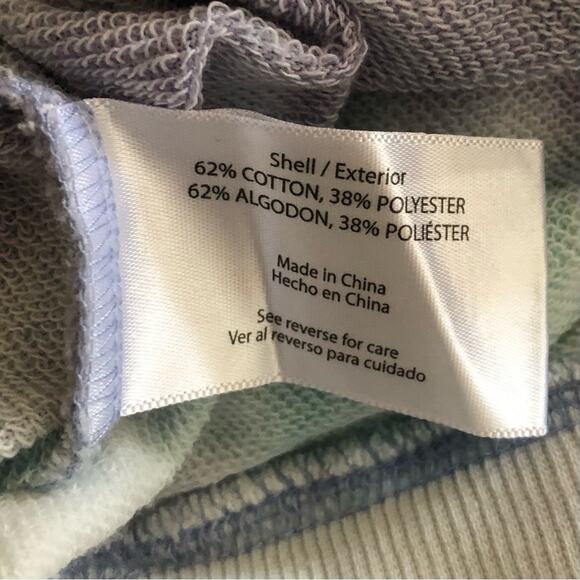 Shell / Exterior
62% COTTON, 38% POLYESTER
62% ALGODON, 38% POLIÉSTER
Made in China
Hecho en China
See reverse for care
Ver al reverso para cuidado